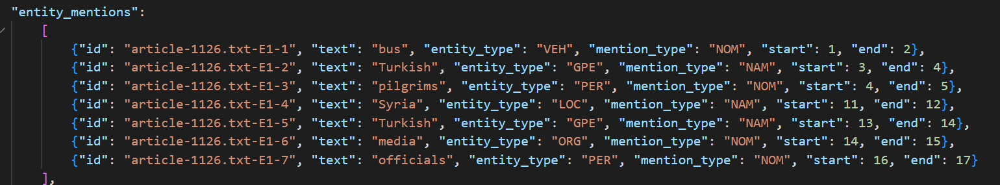 "entity_mentions":
[
{"id": "article-1126.txt-E1-1", "text": "bus", "entity_type": "VEH", "mention_type": "NOM", "start": 1, "end": 2},
{"id": "article-1126.txt-E1-2", "text": "Turkish", "entity_type": "GPE", "mention_type": "NAM", "start": 3, "end": 4},
{"id": "article-1126.txt-E1-3", "text": "pilgrims", "entity_type": "PER", "mention_type": "NOM", "start": 4, "end": 5},
{"id": "article-1126.txt-E1-4", "text": "Syria", "entity_type": "LOC", "mention_type": "NAM", "start": 11, "end": 12},
{"id": "article-1126.txt-E1-5", "text": "Turkish", "entity_type": "GPE", "mention_type": "NAM", "start": 13, "end": 14},
{"id": "article-1126.txt-E1-6", "text": "media", "entity_type": "ORG", "mention_type": "NOM", "start": 14, "end": 15},
{"id": "article-1126.txt-E1-7", "text": "officials", "entity_type": "PER", "mention_type": "NOM", "start": 16, "end": 17}
],